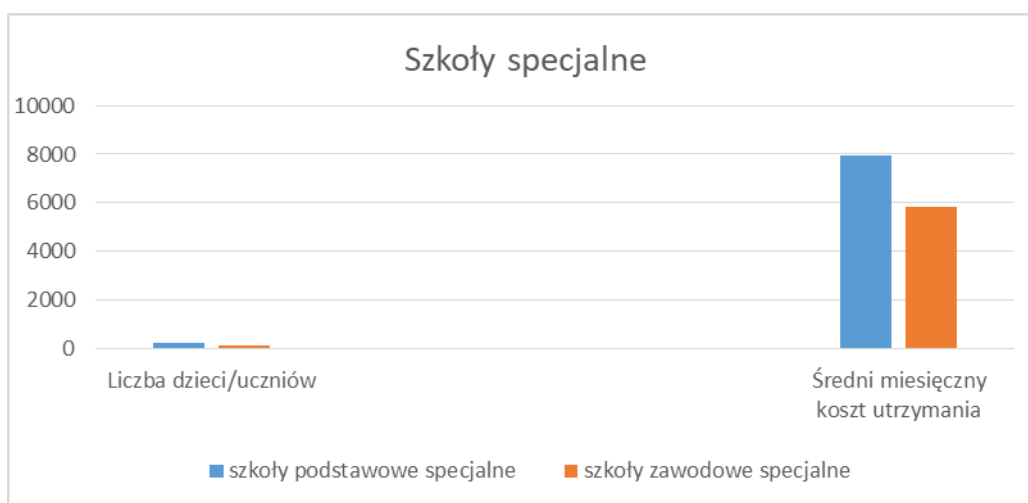 Szkoły specjalne
10000
8000
6000
4000
2000
0
Liczba dzieci/uczniów
Średni miesięczny
koszt utrzymania
szkoły podstawowe specjalne
szkoły zawodowe specjalne